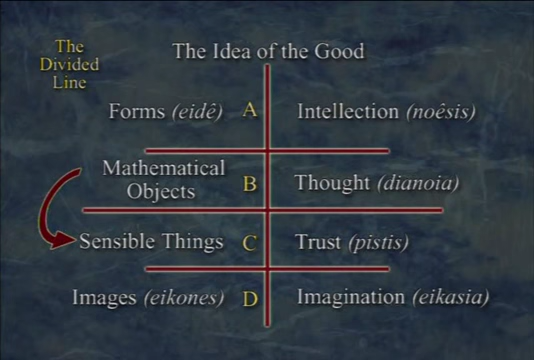 The
Divided
Line
The Idea of the Good
Forms (eidê) A Intellection (noêsis)
Mathematical
Objects B Thought (dianoia)
Sensible Things C Trust (pistis)
Images (eikones) D Imagination (eikasia)